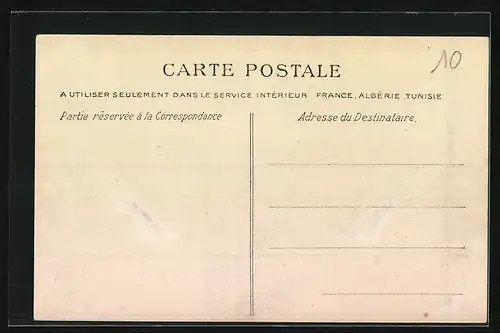 10
CARTE POSTALE
A UTILISER SEULEMENT DANS LE SERVICE INTÉRIEUR FRANCE, ALGÉRIE, TUNISIE
Partie réservée à la Correspondance
Adresse du Destinataire.